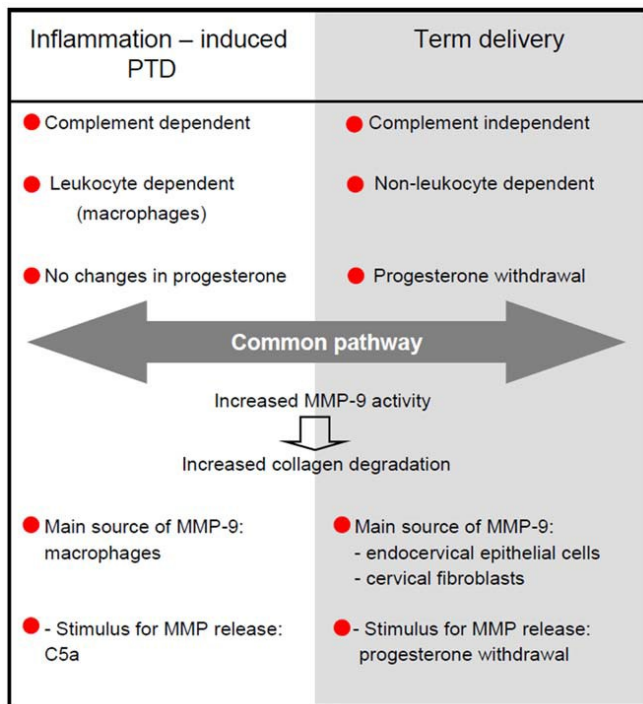 Inflammation – induced
PTD
Term delivery
Complement dependent
Complement independent
Leukocyte dependent
(macrophages)
Non-leukocyte dependent
No changes in progesterone
Progesterone withdrawal
Common pathway
Increased MMP-9 activity
Increased collagen degradation
Main source of MMP-9:
macrophages
Main source of MMP-9:
- endocervical epithelial cells
- cervical fibroblasts
- Stimulus for MMP release:
C5a
- Stimulus for MMP release:
progesterone withdrawal